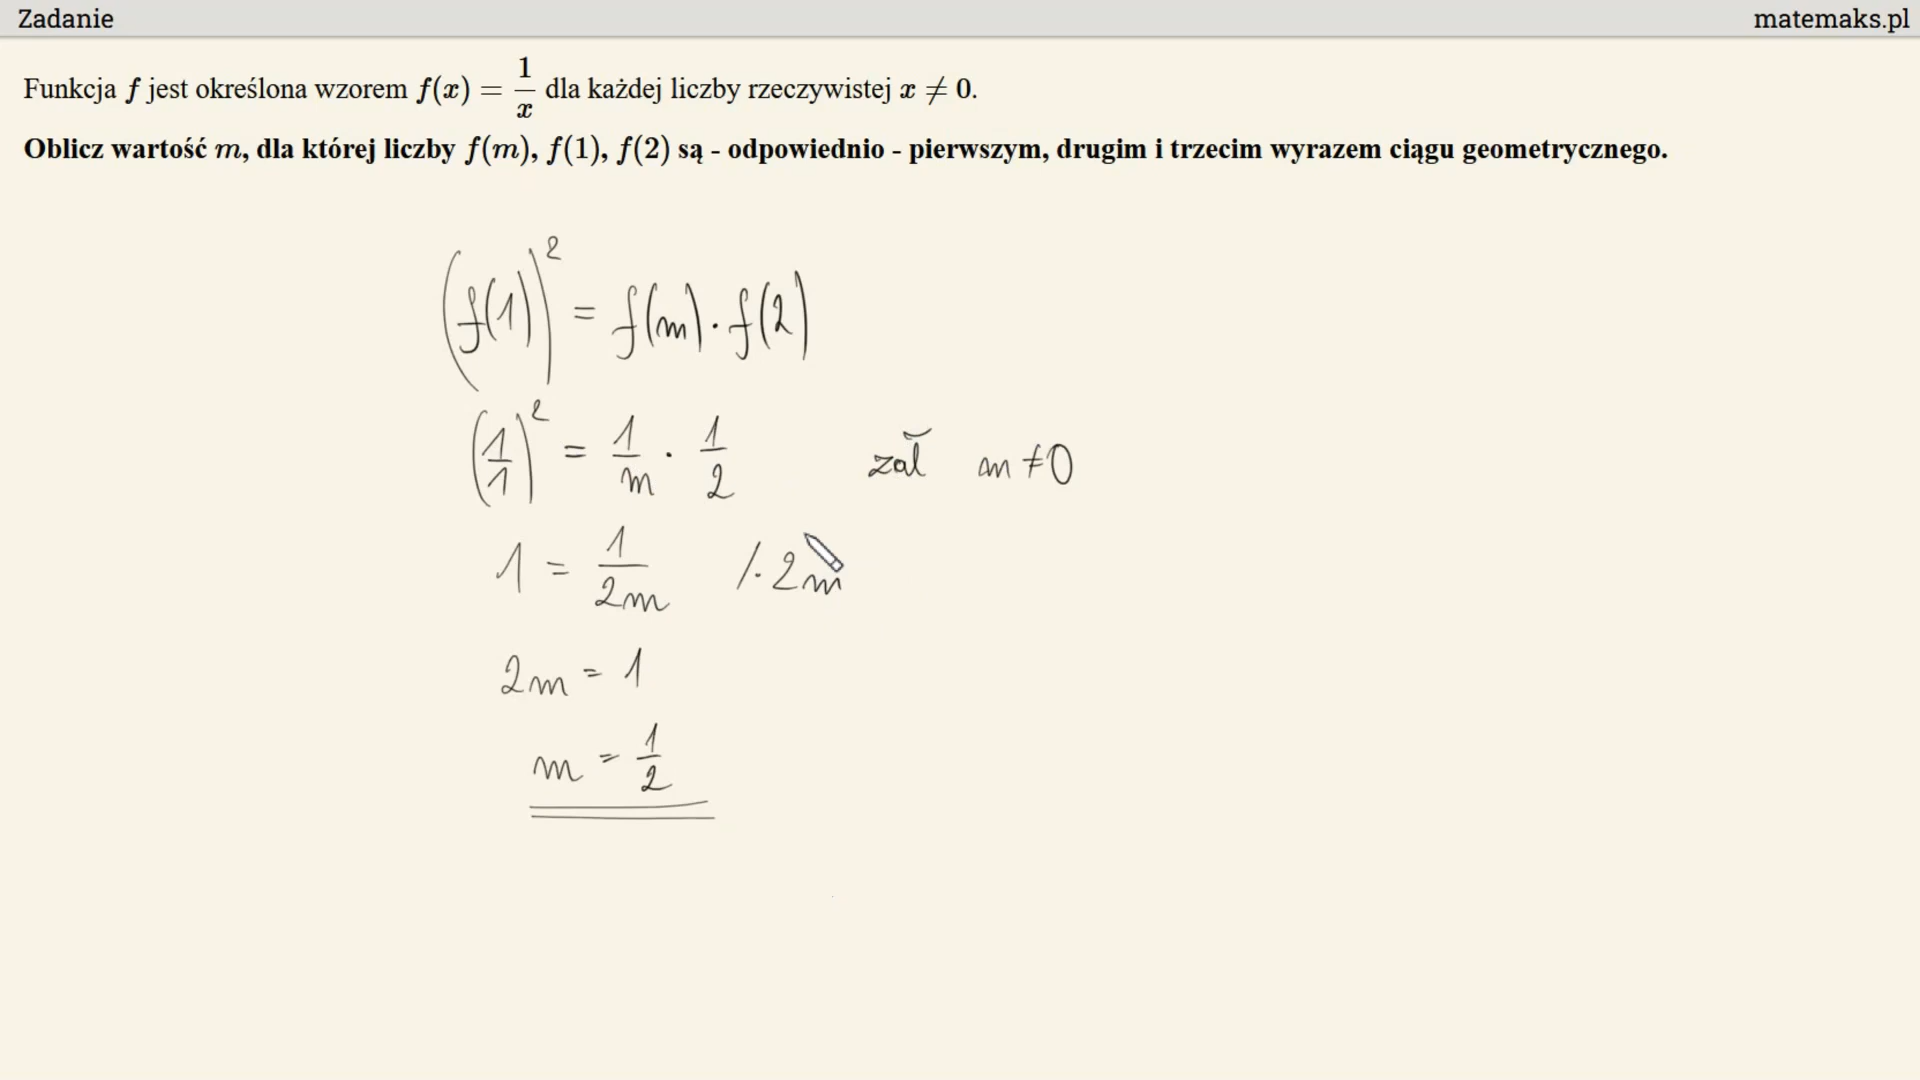 Zadanie
matemaks.pl
Funkcja f jest określona wzorem f(x) = 1/x dla każdej liczby rzeczywistej x ≠ 0.
Oblicz wartość m, dla której liczby f(m), f(1), f(2) są - odpowiednio - pierwszym, drugim i trzecim wyrazem ciągu geometrycznego.
(f(1))² = f(m) · f(2)
(1/1)² = 1/m · 1/2 zał m ≠ 0
1 = 1/2m /· 2m
2m = 1
m = 1/2